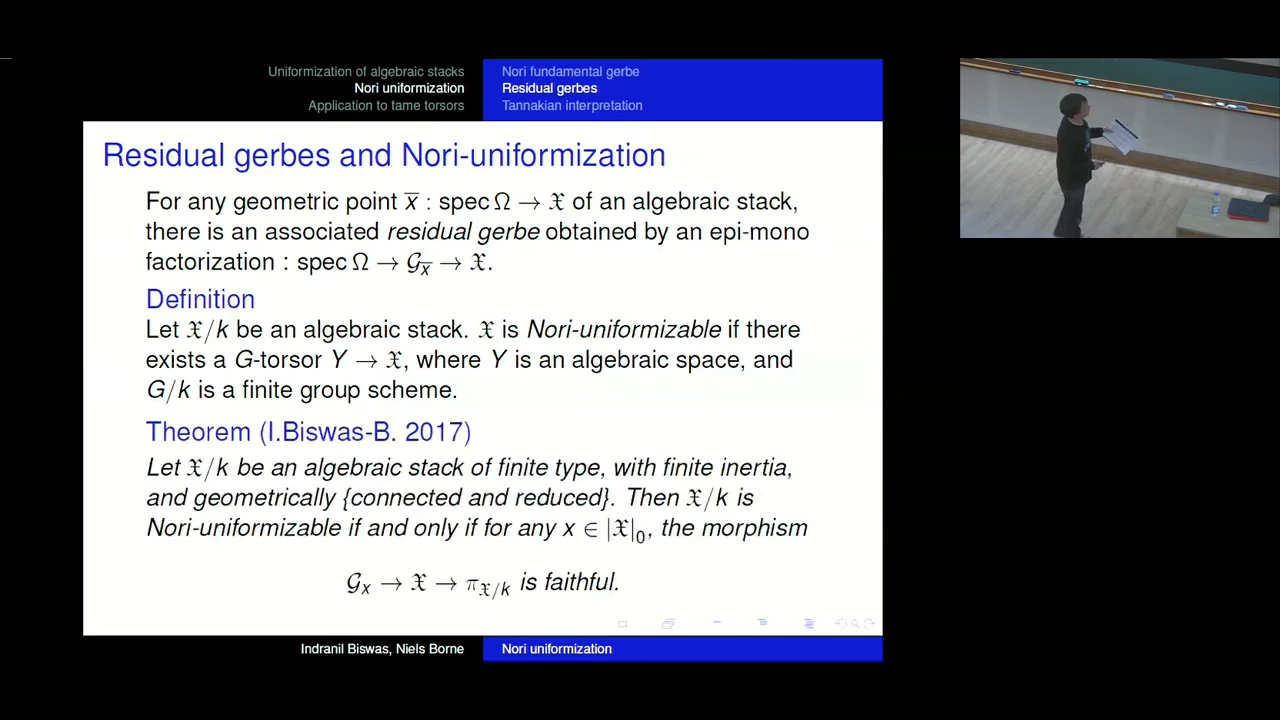 Uniformization of algebraic stacks
Nori uniformization
Application to tame torsors
Nori fundamental gerbe
Residual gerbes
Tannakian interpretation
Residual gerbes and Nori-uniformization
For any geometric point x̅ : spec Ω → 𝔛 of an algebraic stack,
there is an associated residual gerbe obtained by an epi-mono
factorization : spec Ω → 𝒢_x̅ → 𝔛.
Definition
Let 𝔛/k be an algebraic stack. 𝔛 is Nori-uniformizable if there
exists a G-torsor Y → 𝔛, where Y is an algebraic space, and
G/k is a finite group scheme.
Theorem (I.Biswas-B. 2017)
Let 𝔛/k be an algebraic stack of finite type, with finite inertia,
and geometrically {connected and reduced}. Then 𝔛/k is
Nori-uniformizable if and only if for any x ∈ |𝔛|₀, the morphism
𝒢_x → 𝔛 → π_{𝔛/k} is faithful.
Indranil Biswas, Niels Borne
Nori uniformization